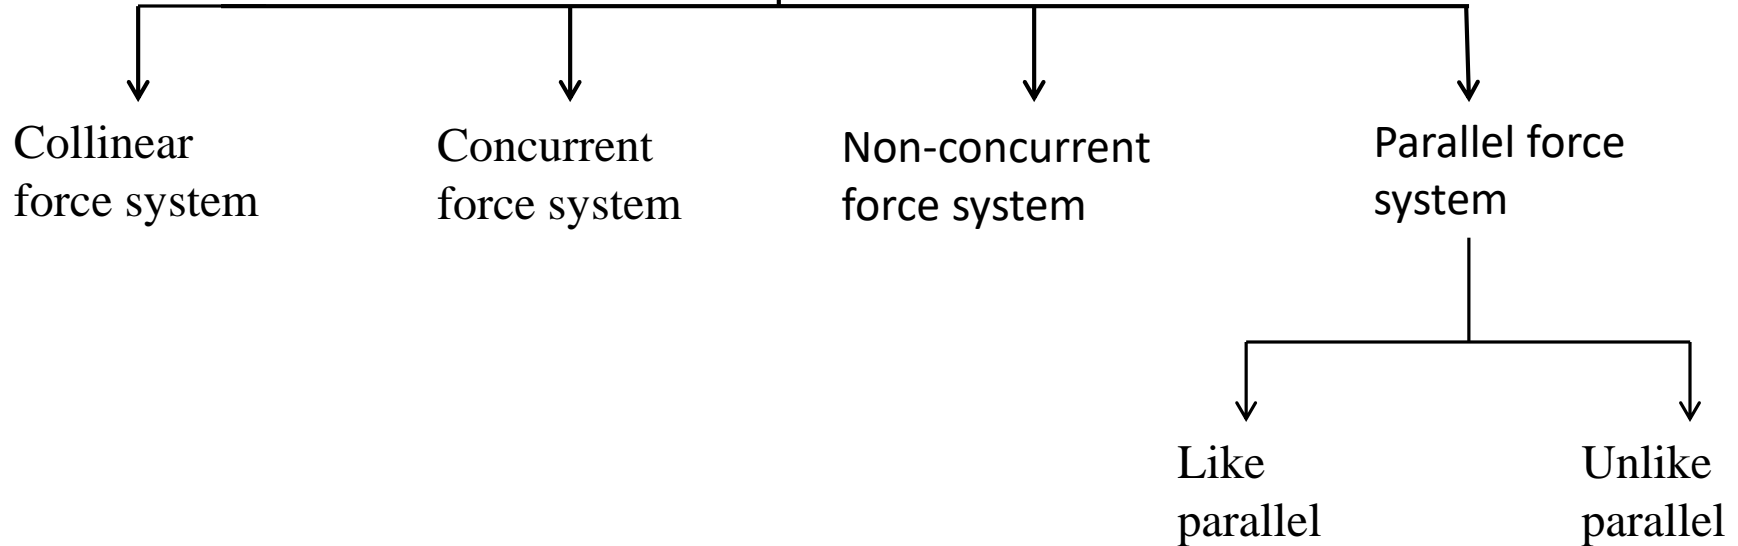 Collinear
force system
Concurrent
force system
Non-concurrent
force system
Parallel force
system
Like
parallel
Unlike
parallel